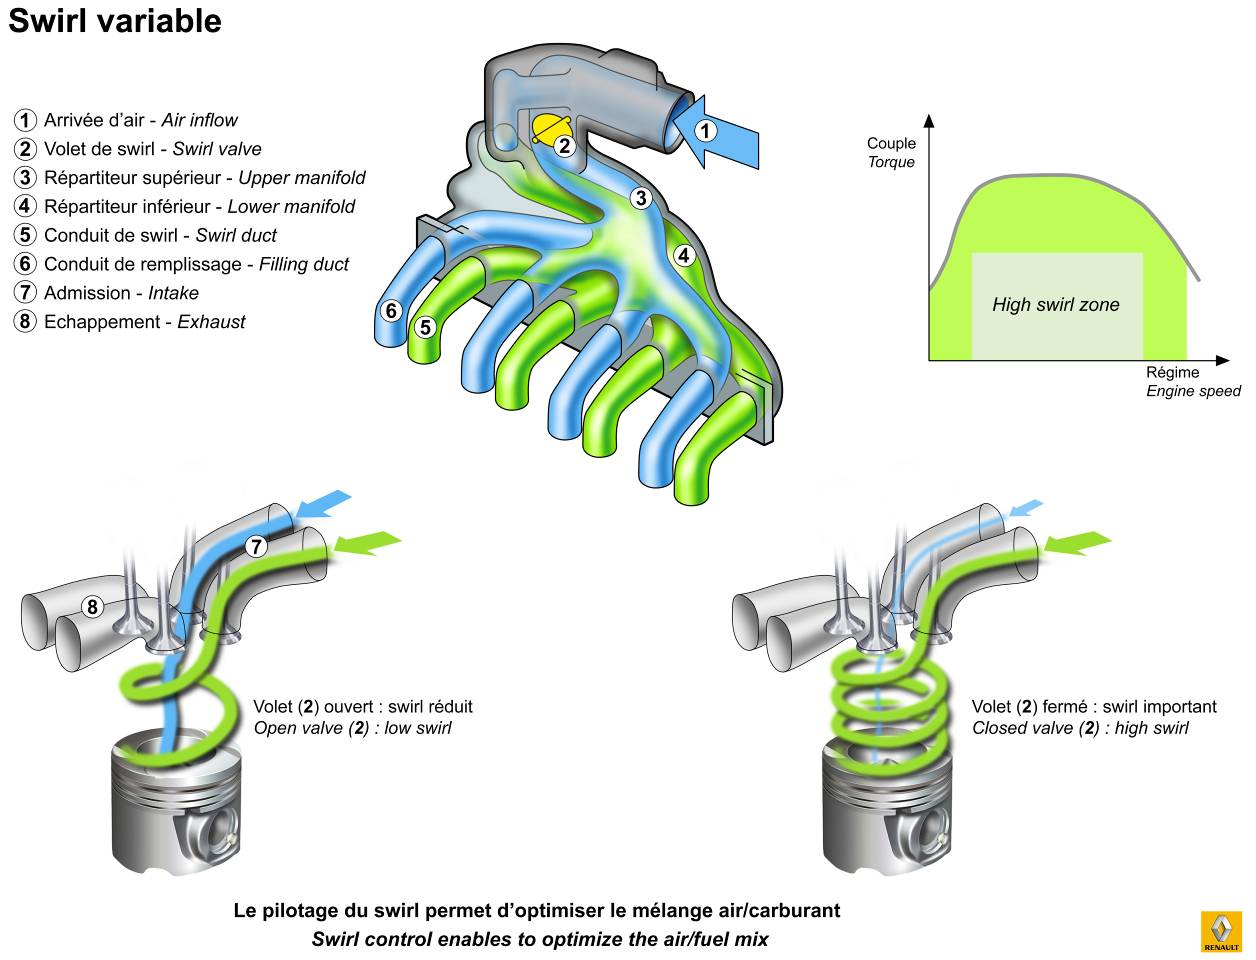 Swirl variable
1 Arrivée d'air - Air inflow
2 Volet de swirl - Swirl valve
3 Répartiteur supérieur - Upper manifold
4 Répartiteur inférieur - Lower manifold
5 Conduit de swirl - Swirl duct
6 Conduit de remplissage - Filling duct
7 Admission - Intake
8 Echappement - Exhaust
1
2
3
4
6
5
Couple
Torque
High swirl zone
Régime
Engine speed
7
8
Volet (2) ouvert : swirl réduit
Open valve (2) : low swirl
Volet (2) fermé : swirl important
Closed valve (2) : high swirl
Le pilotage du swirl permet d'optimiser le mélange air/carburant
Swirl control enables to optimize the air/fuel mix
RENAULT